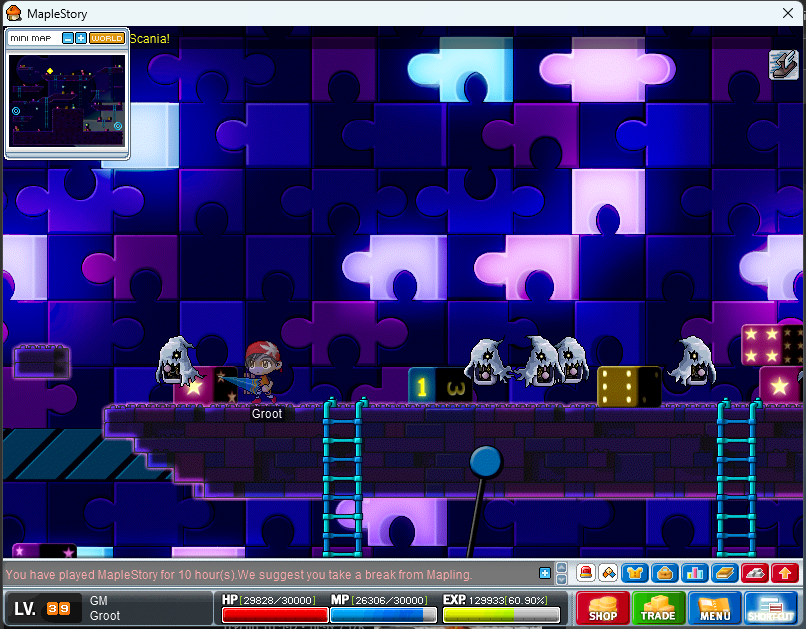 MapleStory
MINI MAP
WORLD
Scania!
1
3
Groot
You have played MapleStory for 10 hour(s).We suggest you take a break from Mapling.
LV. 39
GM
Groot
HP[29828/30000] MP[26306/30000] EXP 129933[60.90%]
SHOP
TRADE
MENU
SHORTCUT